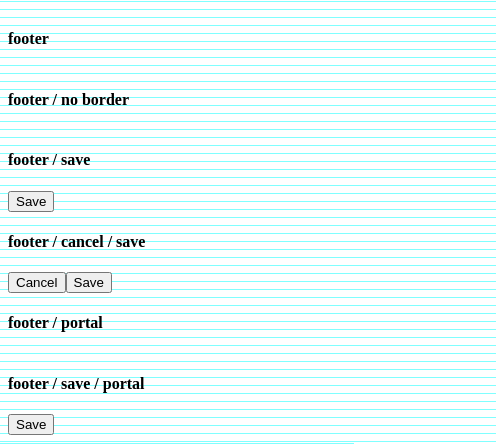 footer
footer / no border
footer / save
Save
footer / cancel / save
Cancel Save
footer / portal
footer / save / portal
Save